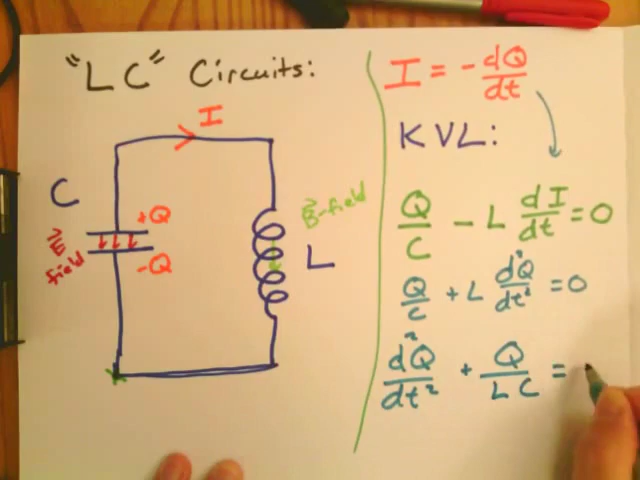 "LC" Circuits:
I
C
+Q
-Q
E field
B-field
L
I = -dQ/dt
KVL:
Q/C - L dI/dt = 0
Q/C + L d²Q/dt² = 0
d²Q/dt² + Q/LC =